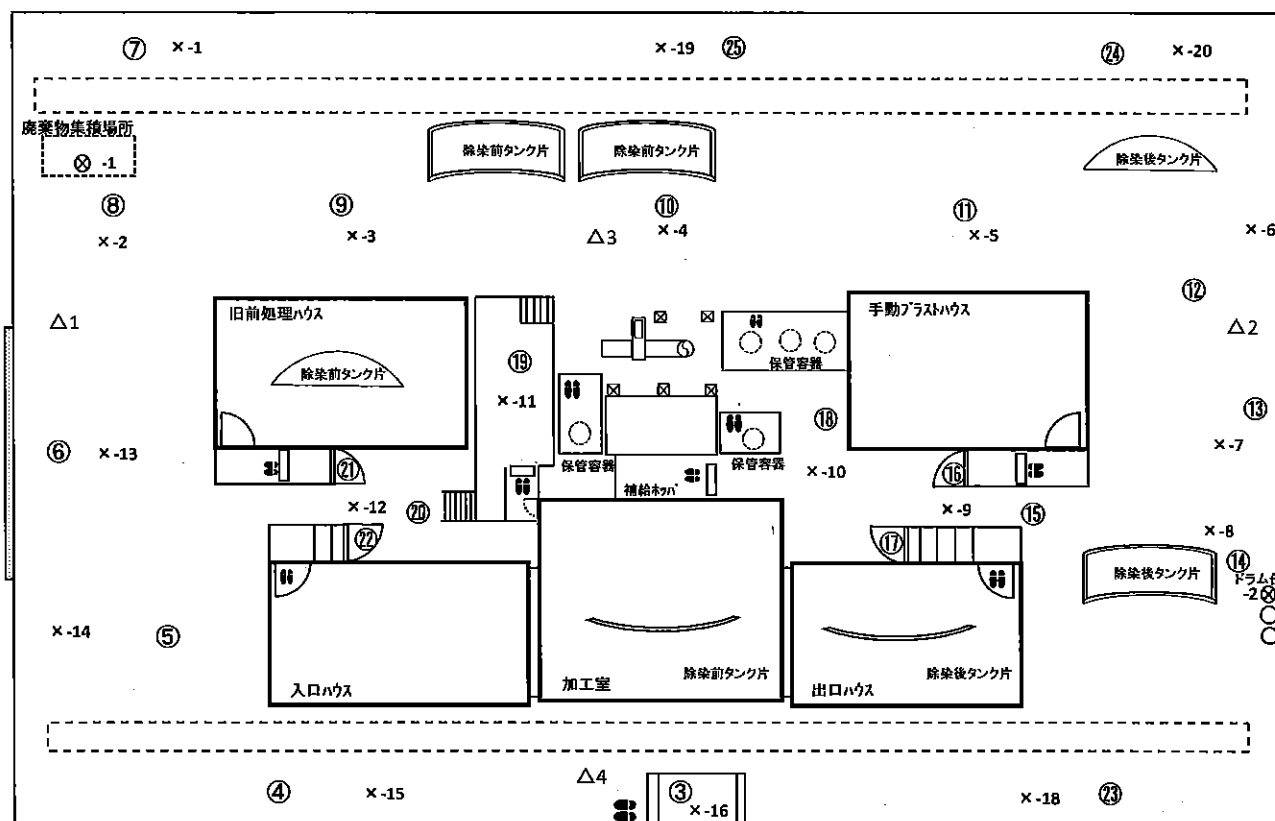 ⑦ ×-1 ×-19 ㉕ ㉔ ×-20
廃棄物集積場所
⊗ -1
除染前タンク片
除染前タンク片
除染後タンク片
⑧ ⑨ ⑩ ⑪
×-2 ×-3 △3 ×-4 ×-5 ×-6
⑫
△1 △2
旧前処理ハウス
除染前タンク片
手動ブラストハウス
⑲
保管容器
×-11
⑬
⑱
⑥ ×-13 ×-7
㉑
保管容器
保管容器
×-10
⑯
補給ホッパ
×-12 ⑳ ×-9 ⑮
㉒ ⑰
×-8
除染後タンク片
⑭
ドラム缶
-2 ⊗
×-14 ⑤
入口ハウス
加工室
除染前タンク片
出口ハウス
除染後タンク片
△4
④ ×-15 ③ ×-16 ×-18 ㉓